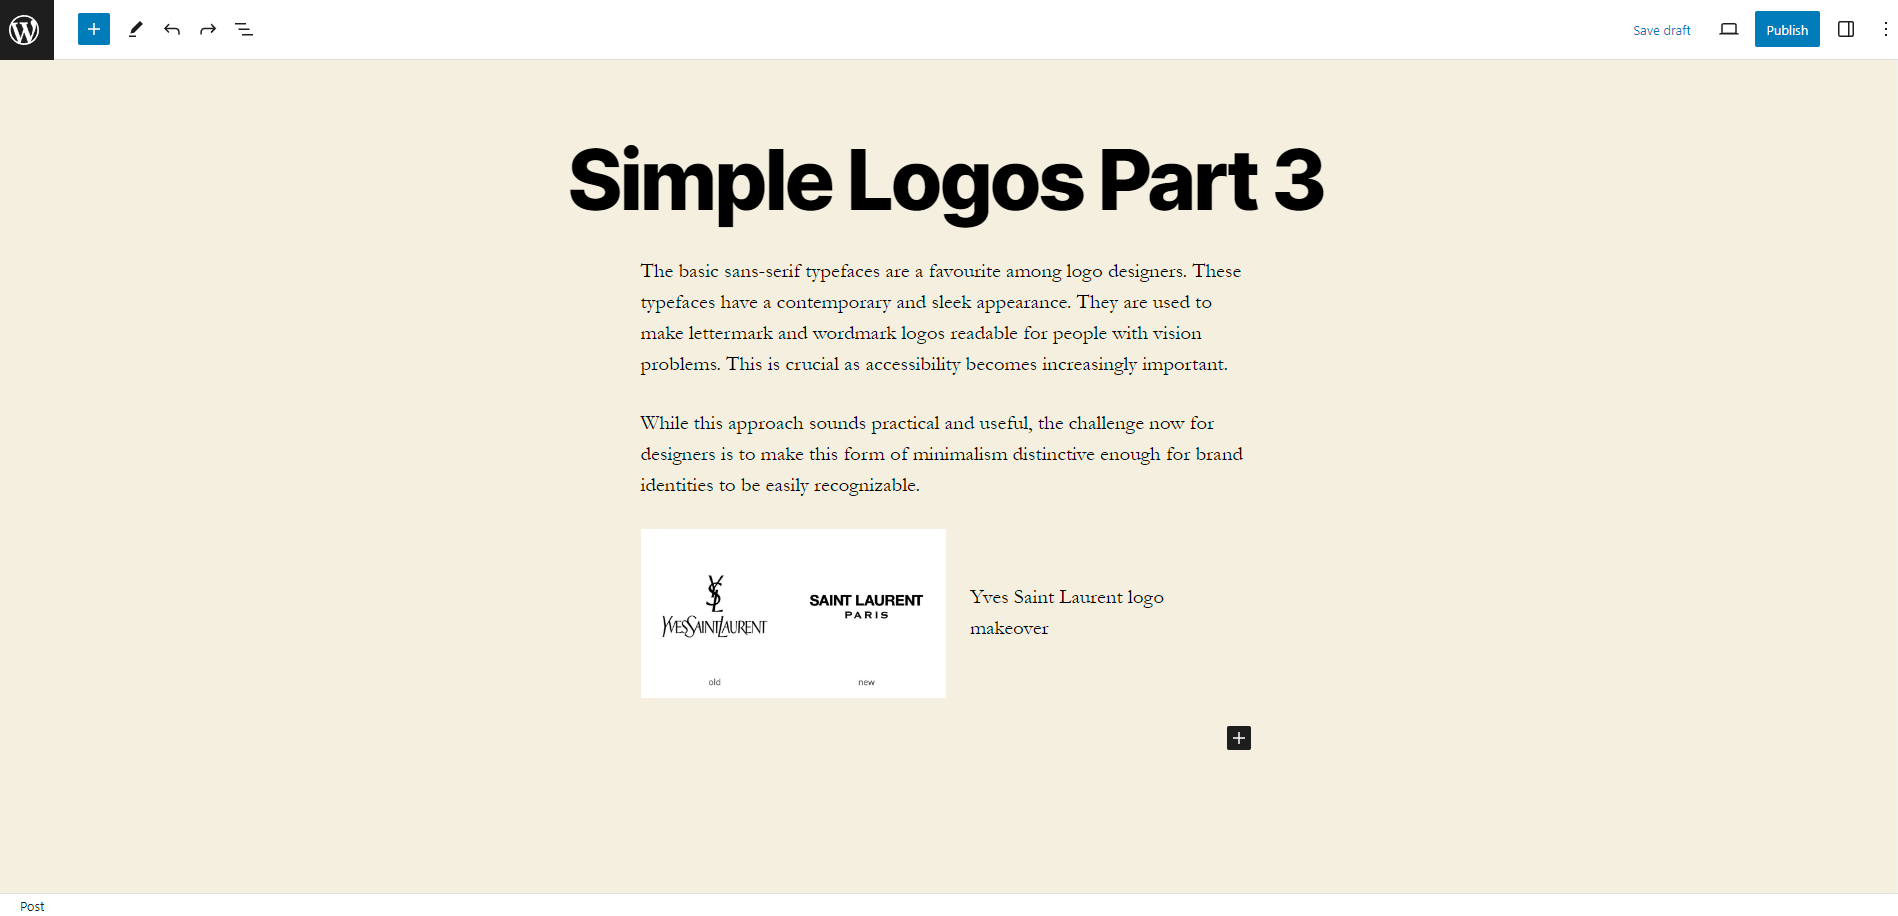 Save draft
Publish
Simple Logos Part 3
The basic sans-serif typefaces are a favourite among logo designers. These
typefaces have a contemporary and sleek appearance. They are used to
make lettermark and wordmark logos readable for people with vision
problems. This is crucial as accessibility becomes increasingly important.
While this approach sounds practical and useful, the challenge now for
designers is to make this form of minimalism distinctive enough for brand
identities to be easily recognizable.
YSL
YVESSAINTLAURENT
old
SAINT LAURENT
PARIS
new
Yves Saint Laurent logo
makeover
Post